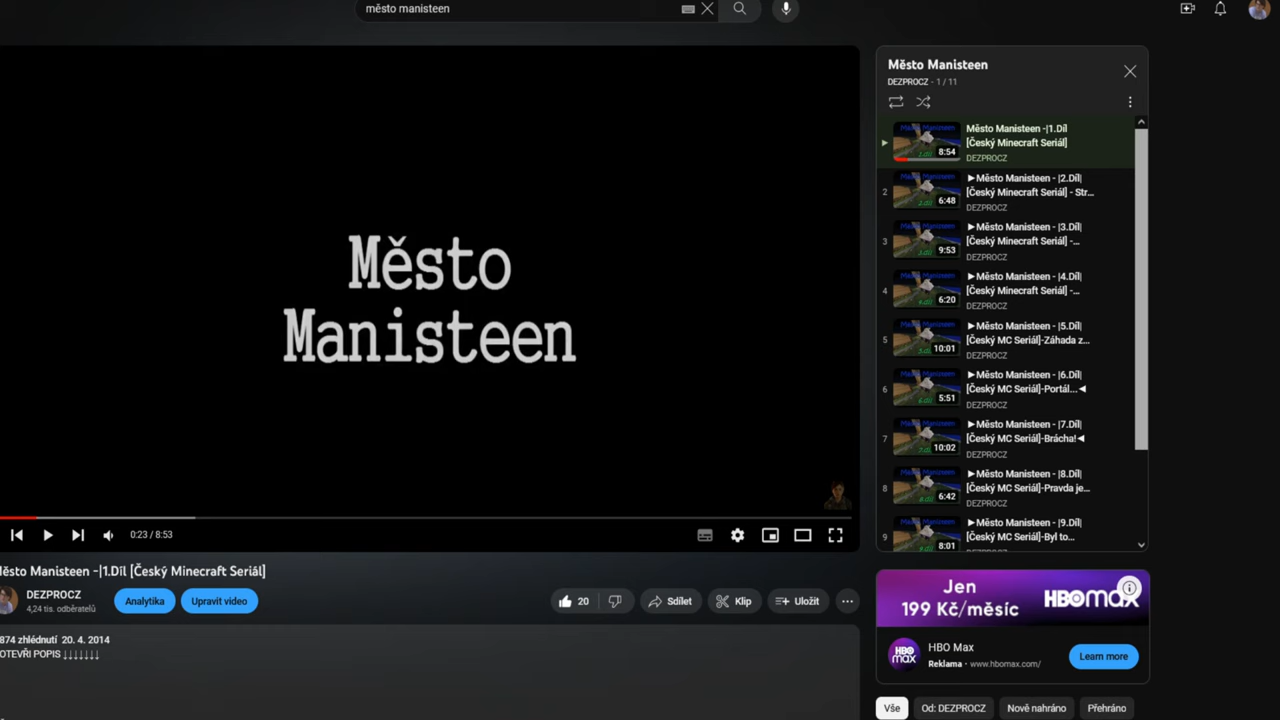 město manisteen
Město
Manisteen
0:23 / 8:53
ěsto Manisteen -|1.Díl [Český Minecraft Seriál]
DEZPROCZ
4,24 tis. odběratelů
Analytika
Upravit video
20
Sdílet
Klip
Uložit
874 zhlédnutí 20. 4. 2014
OTEVŘI POPIS ↓↓↓↓↓↓↓
Město Manisteen
DEZPROCZ - 1 / 11
Město Manisteen -|1.Díl
[Český Minecraft Seriál]
DEZPROCZ
8:54
2
►Město Manisteen - |2.Díl|
[Český Minecraft Seriál] - Str...
DEZPROCZ
6:48
3
►Město Manisteen - |3.Díl|
[Český Minecraft Seriál] -...
DEZPROCZ
9:53
4
►Město Manisteen - |4.Díl|
[Český Minecraft Seriál] -...
DEZPROCZ
6:20
5
►Město Manisteen - |5.Díl|
[Český MC Seriál]-Záhada z...
DEZPROCZ
10:01
6
►Město Manisteen - |6.Díl|
[Český MC Seriál]-Portál...◄
DEZPROCZ
5:51
7
►Město Manisteen - |7.Díl|
[Český MC Seriál]-Brácha!◄
DEZPROCZ
10:02
8
►Město Manisteen - |8.Díl|
[Český MC Seriál]-Pravda je...
DEZPROCZ
6:42
9
►Město Manisteen - |9.Díl|
[Český MC Seriál]-Byl to...
DEZPROCZ
8:01
Jen
199 Kč/měsíc
HBOmax
HBO
max
HBO Max
Reklama · www.hbomax.com/
Learn more
Vše
Od: DEZPROCZ
Nově nahráno
Přehráno